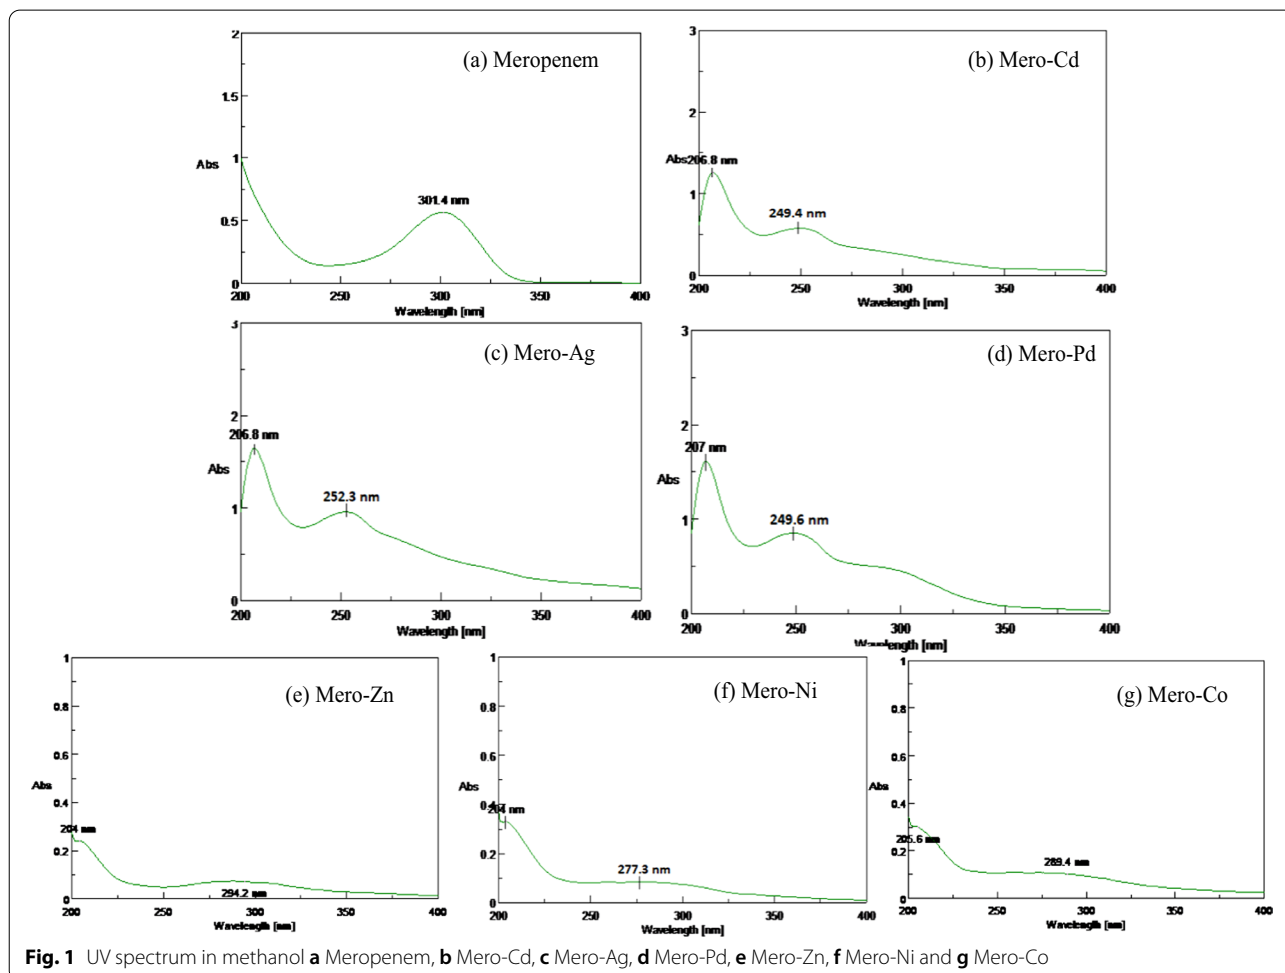 (a) Meropenem
2
1.5
Abs
1
0.5
0
301.4 nm
200
250
300
350
400
Wavelength [nm]
(b) Mero-Cd
3
2
Abs
206.8 nm
1
0
249.4 nm
200
250
300
350
400
Wavelength [nm]
(c) Mero-Ag
3
2
206.8 nm
Abs
1
0
252.3 nm
200
250
300
350
400
Wavelength [nm]
(d) Mero-Pd
3
2
207 nm
Abs
1
0
249.6 nm
200
250
300
350
400
Wavelength [nm]
(e) Mero-Zn
1
0.8
0.6
Abs
0.4
204 nm
0.2
0
294.2 nm
200
250
300
350
400
Wavelength [nm]
(f) Mero-Ni
1
0.8
0.6
Abs
0.4
204 nm
0.2
0
277.3 nm
200
250
300
350
400
Wavelength [nm]
(g) Mero-Co
1
0.8
0.6
Abs
0.4
205.6 nm
0.2
0
289.4 nm
200
250
300
350
400
Wavelength [nm]
Fig. 1 UV spectrum in methanol a Meropenem, b Mero-Cd, c Mero-Ag, d Mero-Pd, e Mero-Zn, f Mero-Ni and g Mero-Co